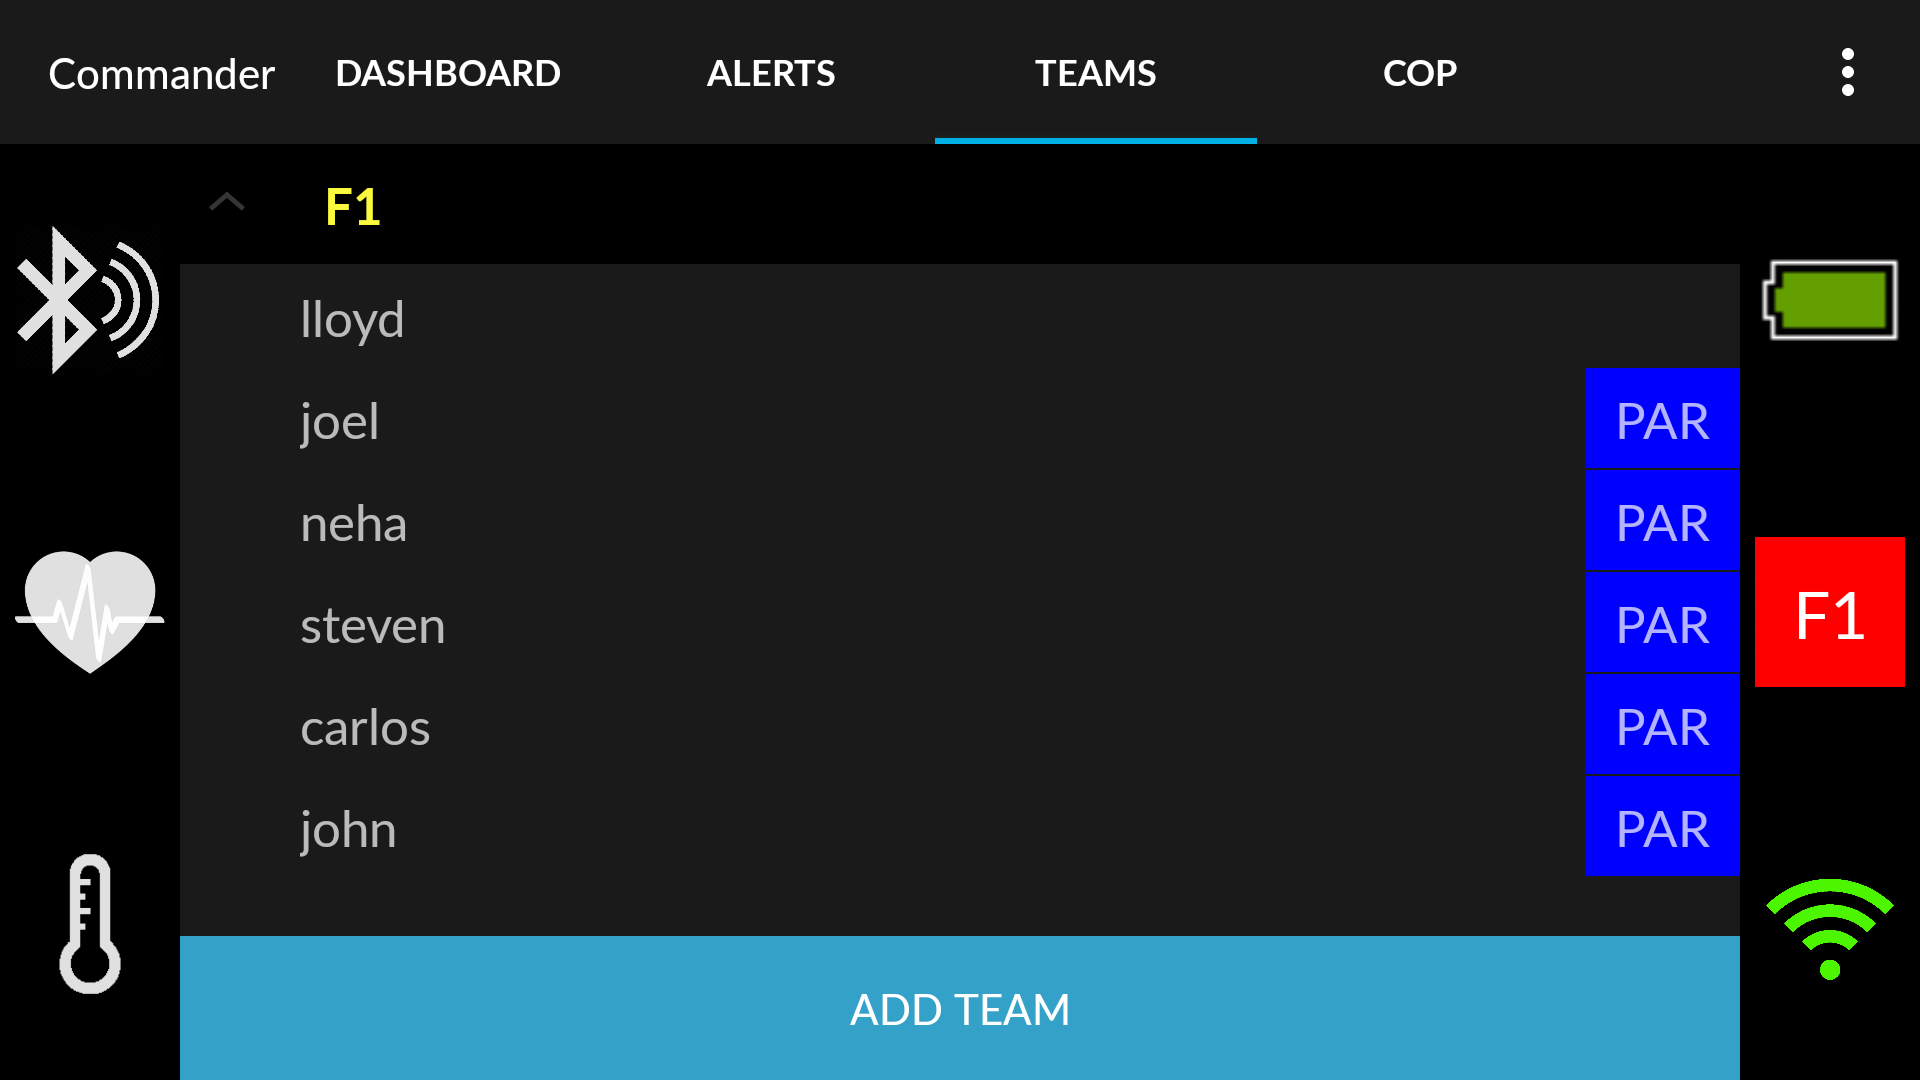 Commander DASHBOARD ALERTS TEAMS COP
F1
lloyd
joel PAR
neha PAR
steven PAR
F1
carlos PAR
john PAR
ADD TEAM